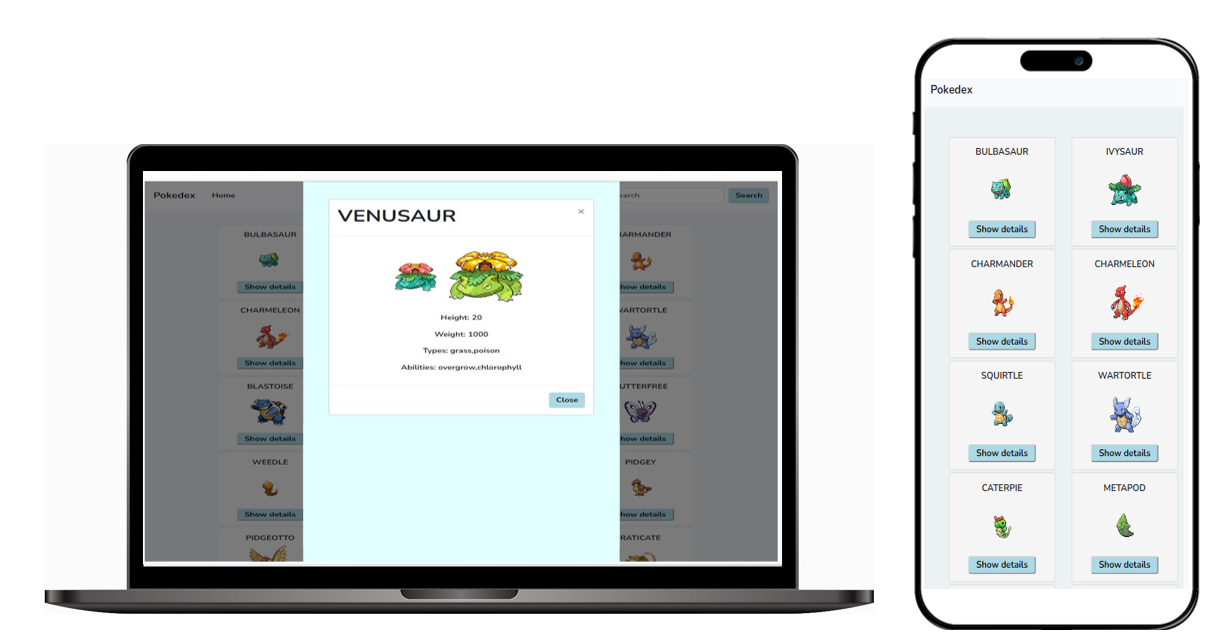 Pokedex Home
earch Search
VENUSAUR ×
Height: 20
Weight: 1000
Types: grass,poison
Abilities: overgrow,chlorophyll
Close
BULBASAUR
Show details
CHARMELEON
Show details
BLASTOISE
Show details
WEEDLE
Show details
PIDGEOTTO
HARMANDER
how details
WARTORTLE
how details
UTTERFREE
how details
PIDGEY
how details
RATICATE
Pokedex
BULBASAUR IVYSAUR
Show details Show details
CHARMANDER CHARMELEON
Show details Show details
SQUIRTLE WARTORTLE
Show details Show details
CATERPIE METAPOD
Show details Show details